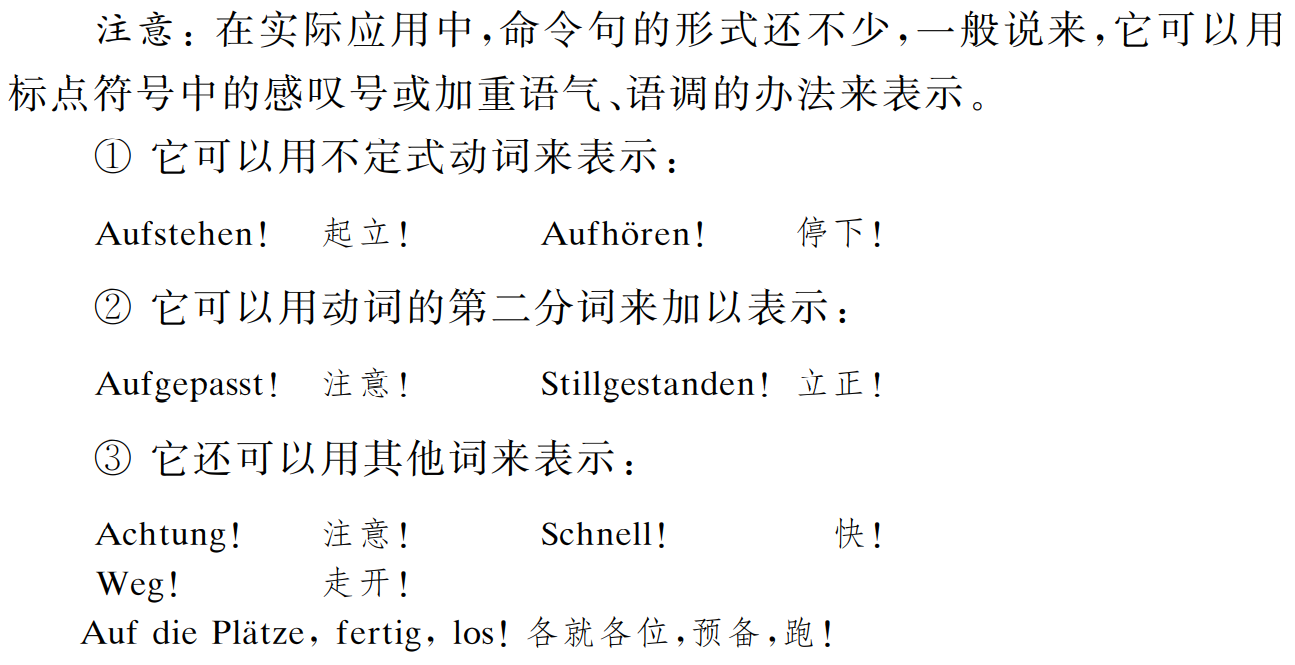 注意：在实际应用中,命令句的形式还不少,一般说来,它可以用
标点符号中的感叹号或加重语气、语调的办法来表示。
① 它可以用不定式动词来表示：
Aufstehen! 起立! Aufhören! 停下!
② 它可以用动词的第二分词来加以表示：
Aufgepasst! 注意! Stillgestanden! 立正!
③ 它还可以用其他词来表示：
Achtung! 注意! Schnell! 快!
Weg! 走开!
Auf die Plätze, fertig, los! 各就各位,预备,跑!